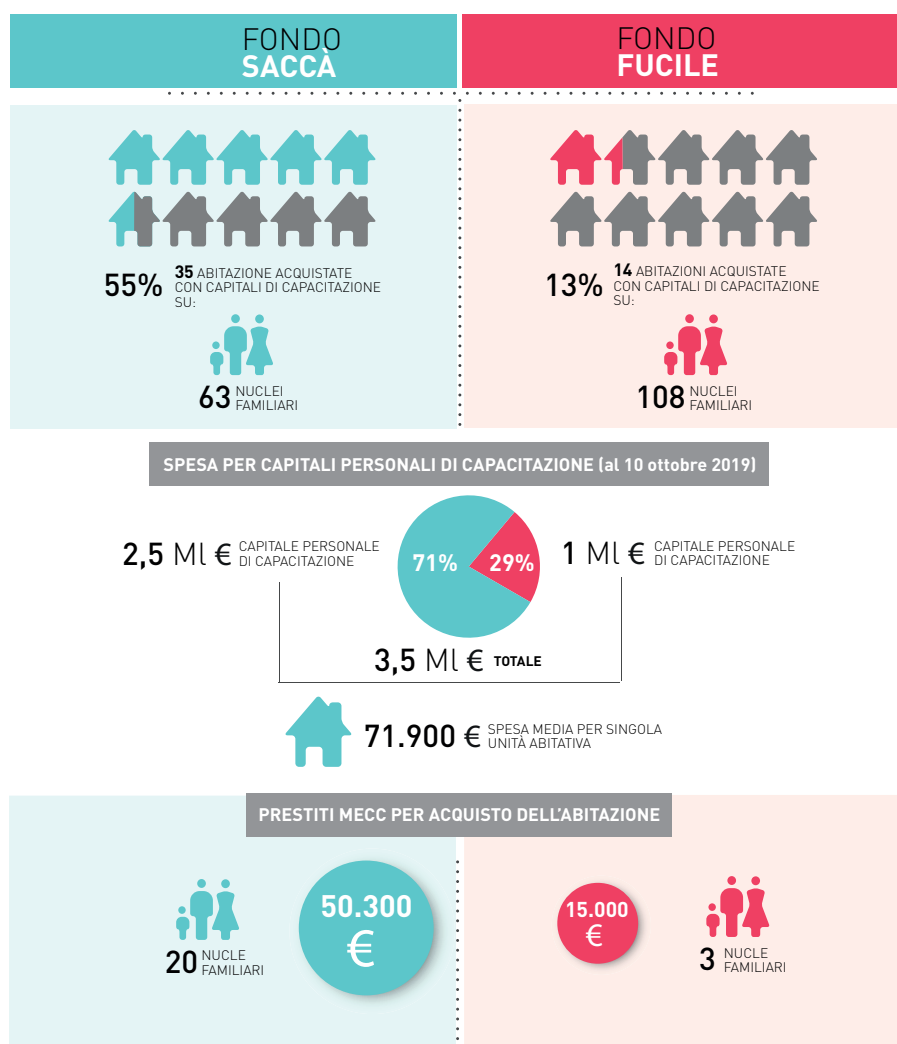 FONDO
SACCÀ
FONDO
FUCILE
55%
35 ABITAZIONE ACQUISTATE
CON CAPITALI DI CAPACITAZIONE
SU:
63 NUCLEI
FAMILIARI
13%
14 ABITAZIONI ACQUISTATE
CON CAPITALI DI CAPACITAZIONE
SU:
108 NUCLEI
FAMILIARI
SPESA PER CAPITALI PERSONALI DI CAPACITAZIONE (al 10 ottobre 2019)
2,5 Ml € CAPITALE PERSONALE
DI CAPACITAZIONE
71%
29%
1 Ml € CAPITALE PERSONALE
DI CAPACITAZIONE
3,5 Ml € TOTALE
71.900 € SPESA MEDIA PER SINGOLA
UNITÀ ABITATIVA
PRESTITI MECC PER ACQUISTO DELL'ABITAZIONE
20 NUCLE
FAMILIARI
50.300
€
15.000
€
3 NUCLE
FAMILIARI